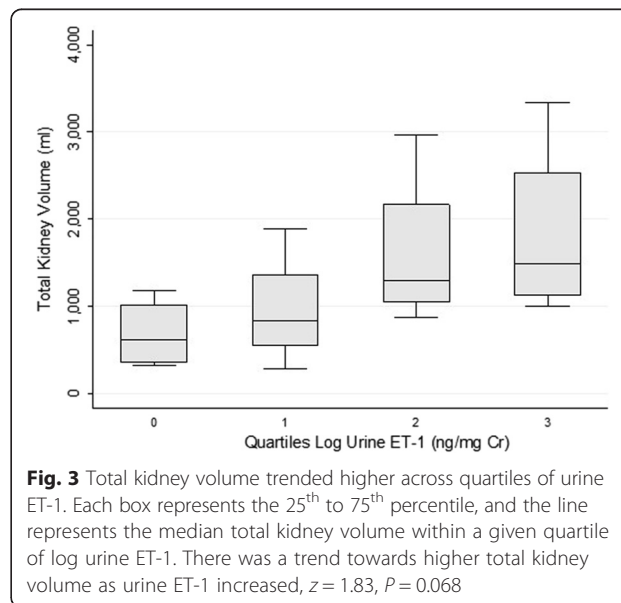 4,000
3,000
2,000
1,000
0
Total Kidney Volume (ml)
0 1 2 3
Quartiles Log Urine ET-1 (ng/mg Cr)
Fig. 3 Total kidney volume trended higher across quartiles of urine
ET-1. Each box represents the 25th to 75th percentile, and the line
represents the median total kidney volume within a given quartile
of log urine ET-1. There was a trend towards higher total kidney
volume as urine ET-1 increased, z = 1.83, P = 0.068